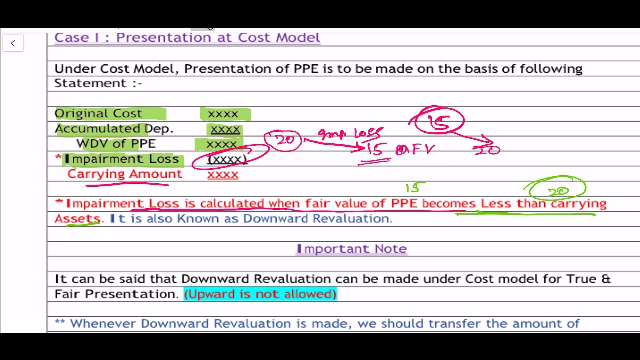 Case I : Presentation at Cost Model
Under Cost Model, Presentation of PPE is to be made on the basis of following
Statement :-
Original Cost xxxx
Accumulated Dep. xxxx
WDV of PPE xxxx
* Impairment Loss (xxxx)
Carrying Amount xxxx
20 Imp Loss 15 @FV
15 20
15 20
* Impairment Loss is calculated when fair value of PPE becomes Less than carrying
Assets. It is also Known as Downward Revaluation.
Important Note
It can be said that Downward Revaluation can be made under Cost model for True &
Fair Presentation. (Upward is not allowed)
** Whenever Downward Revaluation is made, we should transfer the amount of